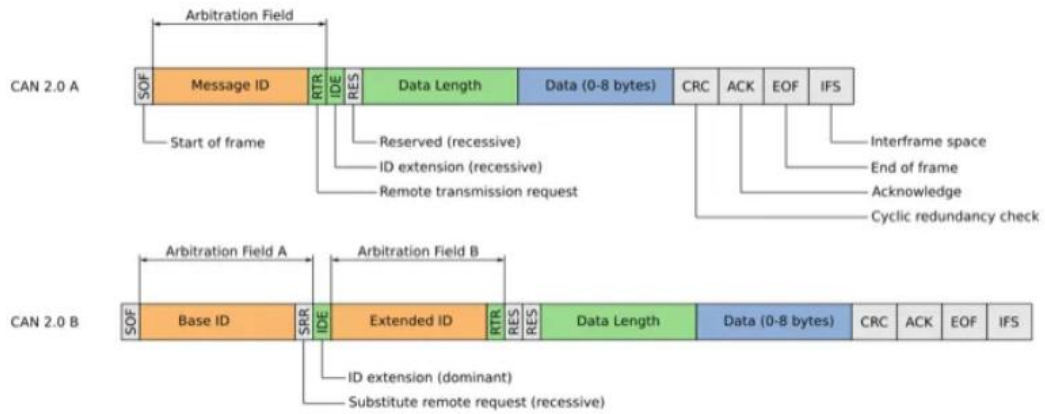 Arbitration Field
CAN 2.0 A
SOF Message ID RTR IDE RES Data Length Data (0-8 bytes) CRC ACK EOF IFS
Start of frame
Reserved (recessive)
ID extension (recessive)
Remote transmission request
Interframe space
End of frame
Acknowledge
Cyclic redundancy check
Arbitration Field A Arbitration Field B
CAN 2.0 B
SOF Base ID SRR IDE Extended ID RTR RES RES Data Length Data (0-8 bytes) CRC ACK EOF IFS
ID extension (dominant)
Substitute remote request (recessive)